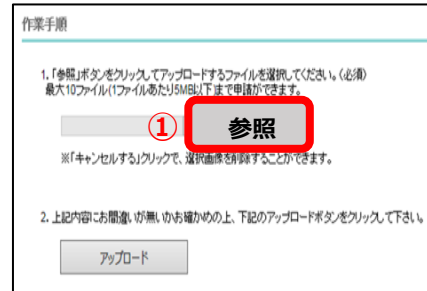 作業手順
1.「参照」ボタンをクリックしてアップロードするファイルを選択してください。(必須)
最大10ファイル(1ファイルあたり5MB以下まで申請ができます。
① 参照
※「キャンセルする」クリックで、選択画像を削除することができます。
2. 上記内容にお間違いが無いかお確かめの上、下記のアップロードボタンをクリックして下さい。
アップロード